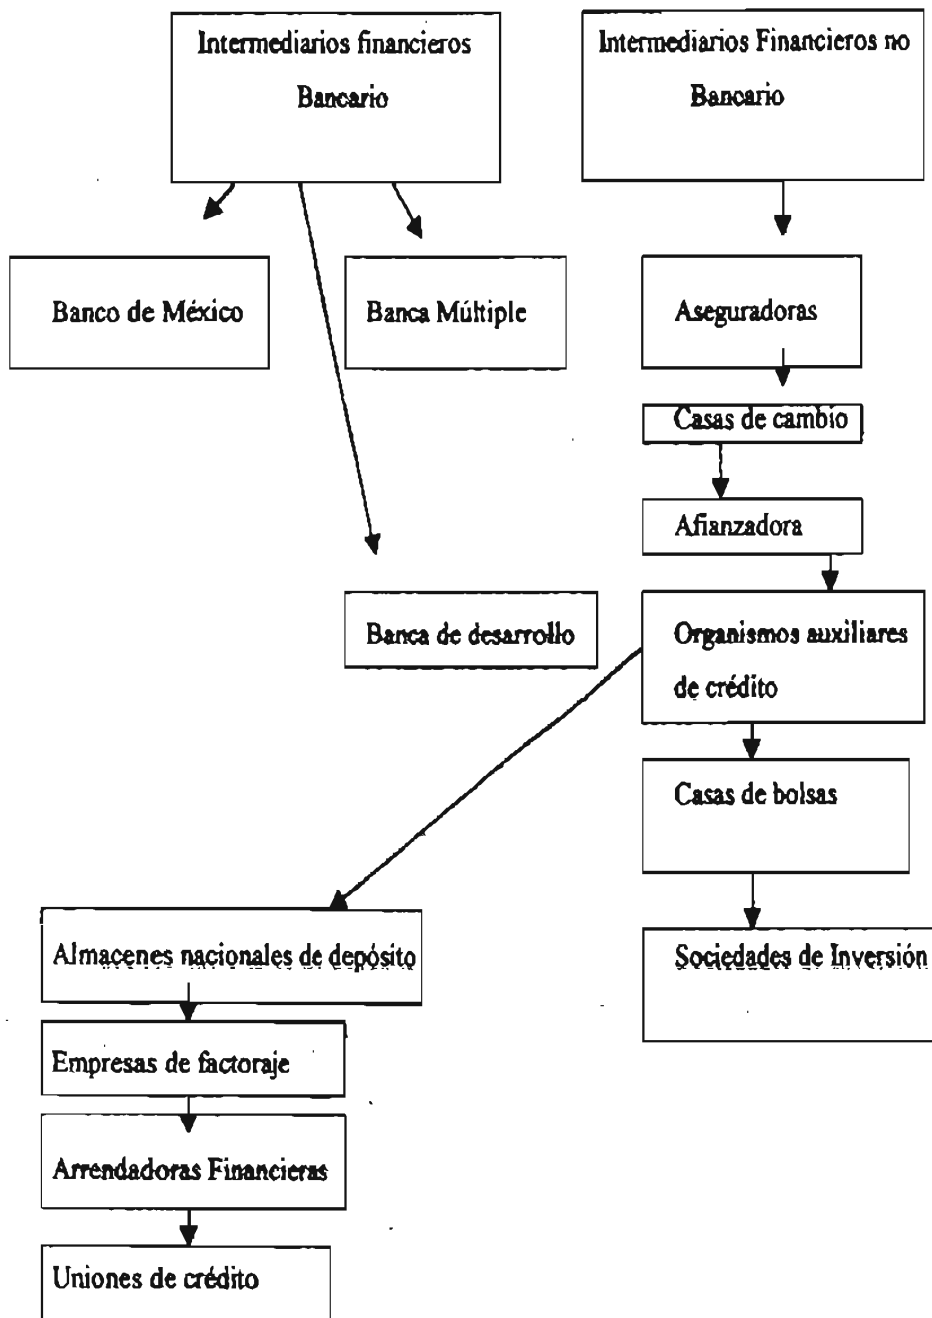 Intermediarios financieros
Bancario
Intermediarios Financieros no
Bancario
Banco de México
Banca Múltiple
Aseguradoras
Casas de cambio
Afianzadora
Banca de desarrollo
Organismos auxiliares
de crédito
Casas de bolsas
Almacenes nacionales de depósito
Sociedades de Inversión
Empresas de factoraje
Arrendadoras Financieras
Uniones de crédito